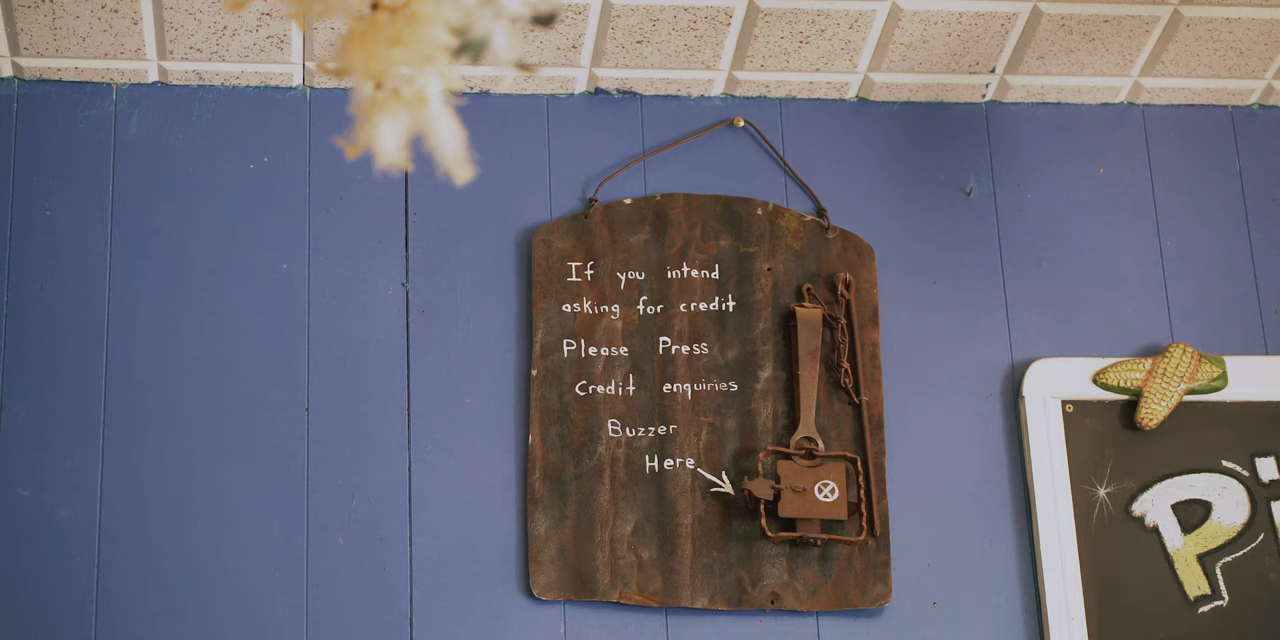 If you intend
asking for credit
Please Press
Credit enquiries
Buzzer
Here